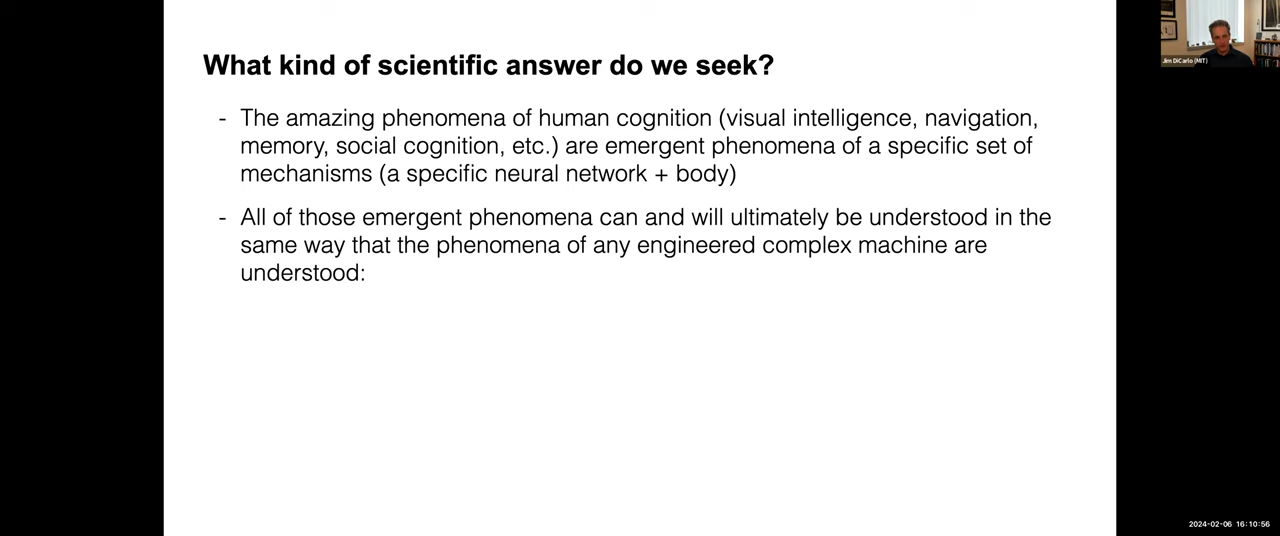 What kind of scientific answer do we seek?
- The amazing phenomena of human cognition (visual intelligence, navigation,
memory, social cognition, etc.) are emergent phenomena of a specific set of
mechanisms (a specific neural network + body)
- All of those emergent phenomena can and will ultimately be understood in the
same way that the phenomena of any engineered complex machine are
understood:
Jim DiCarlo (MIT)
2024-02-06 16:10:56